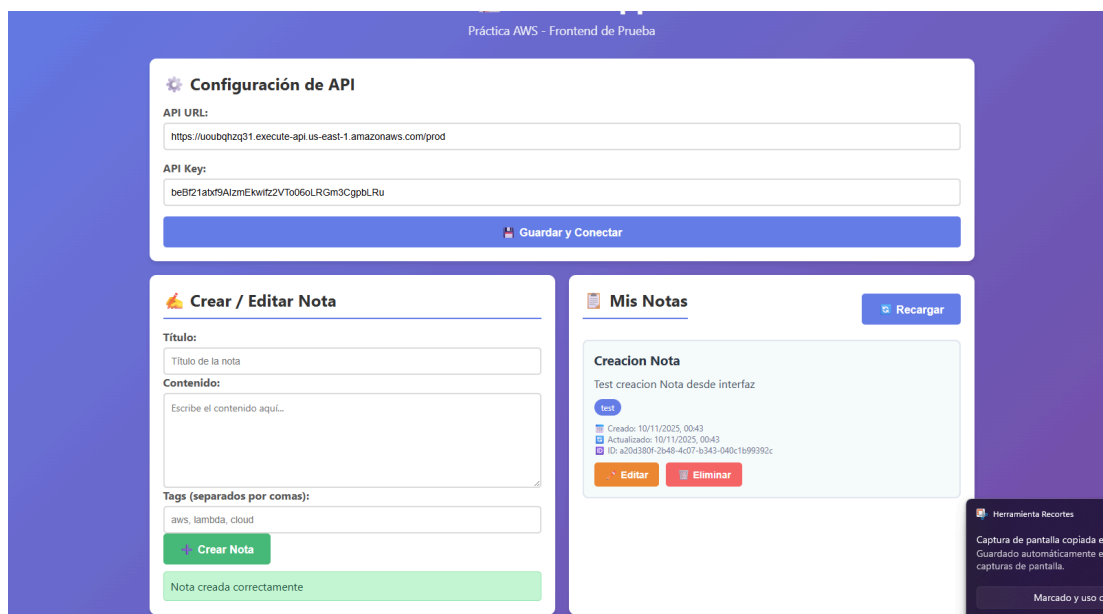 Práctica AWS - Frontend de Prueba
Configuración de API
API URL:
https://uoubqhzq31.execute-api.us-east-1.amazonaws.com/prod
API Key:
beBf21atxf9AlzmEkwifz2VTo06oLRGm3CgpbLRu
Guardar y Conectar
Crear / Editar Nota
Título:
Título de la nota
Contenido:
Escribe el contenido aquí...
Tags (separados por comas):
aws, lambda, cloud
Crear Nota
Nota creada correctamente
Mis Notas
Recargar
Creacion Nota
Test creacion Nota desde interfaz
test
Creado: 10/11/2025, 00:43
Actualizado: 10/11/2025, 00:43
ID: a20d380f-2b48-4c07-b343-040c1b99392c
Editar
Eliminar
Herramienta Recortes
Captura de pantalla copiada e
Guardado automáticamente e
capturas de pantalla.
Marcado y uso c